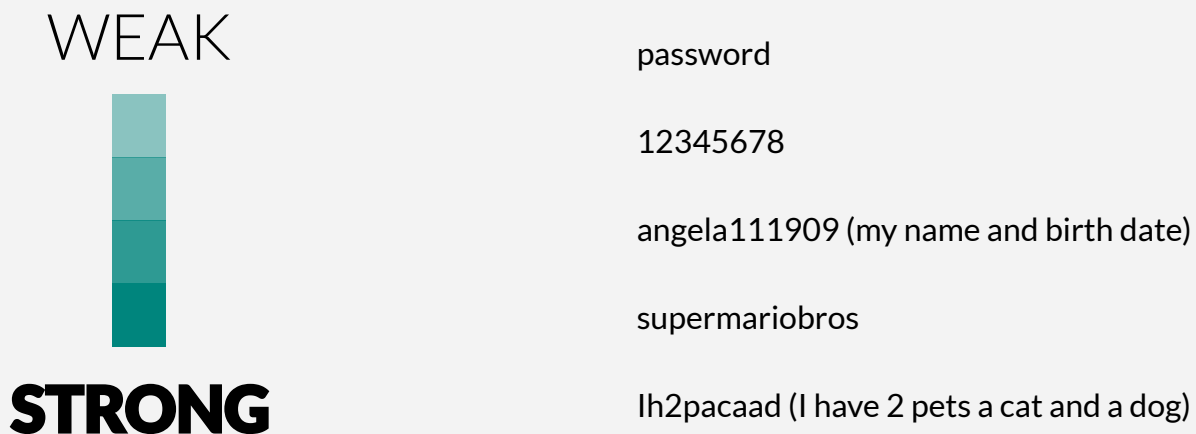 WEAK
password
12345678
angela111909 (my name and birth date)
supermariobros
STRONG
Ih2pacaad (I have 2 pets a cat and a dog)